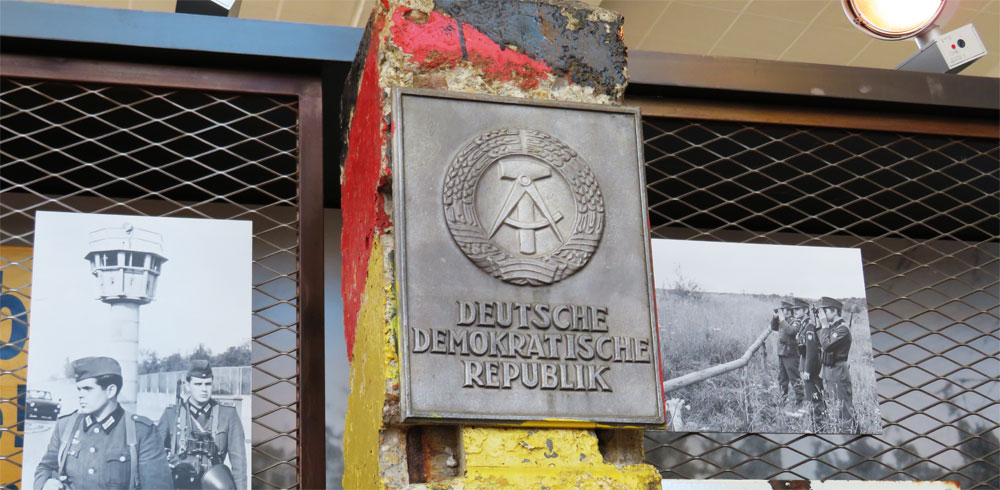 DEUTSCHE
DEMOKRATISCHE
REPUBLIK